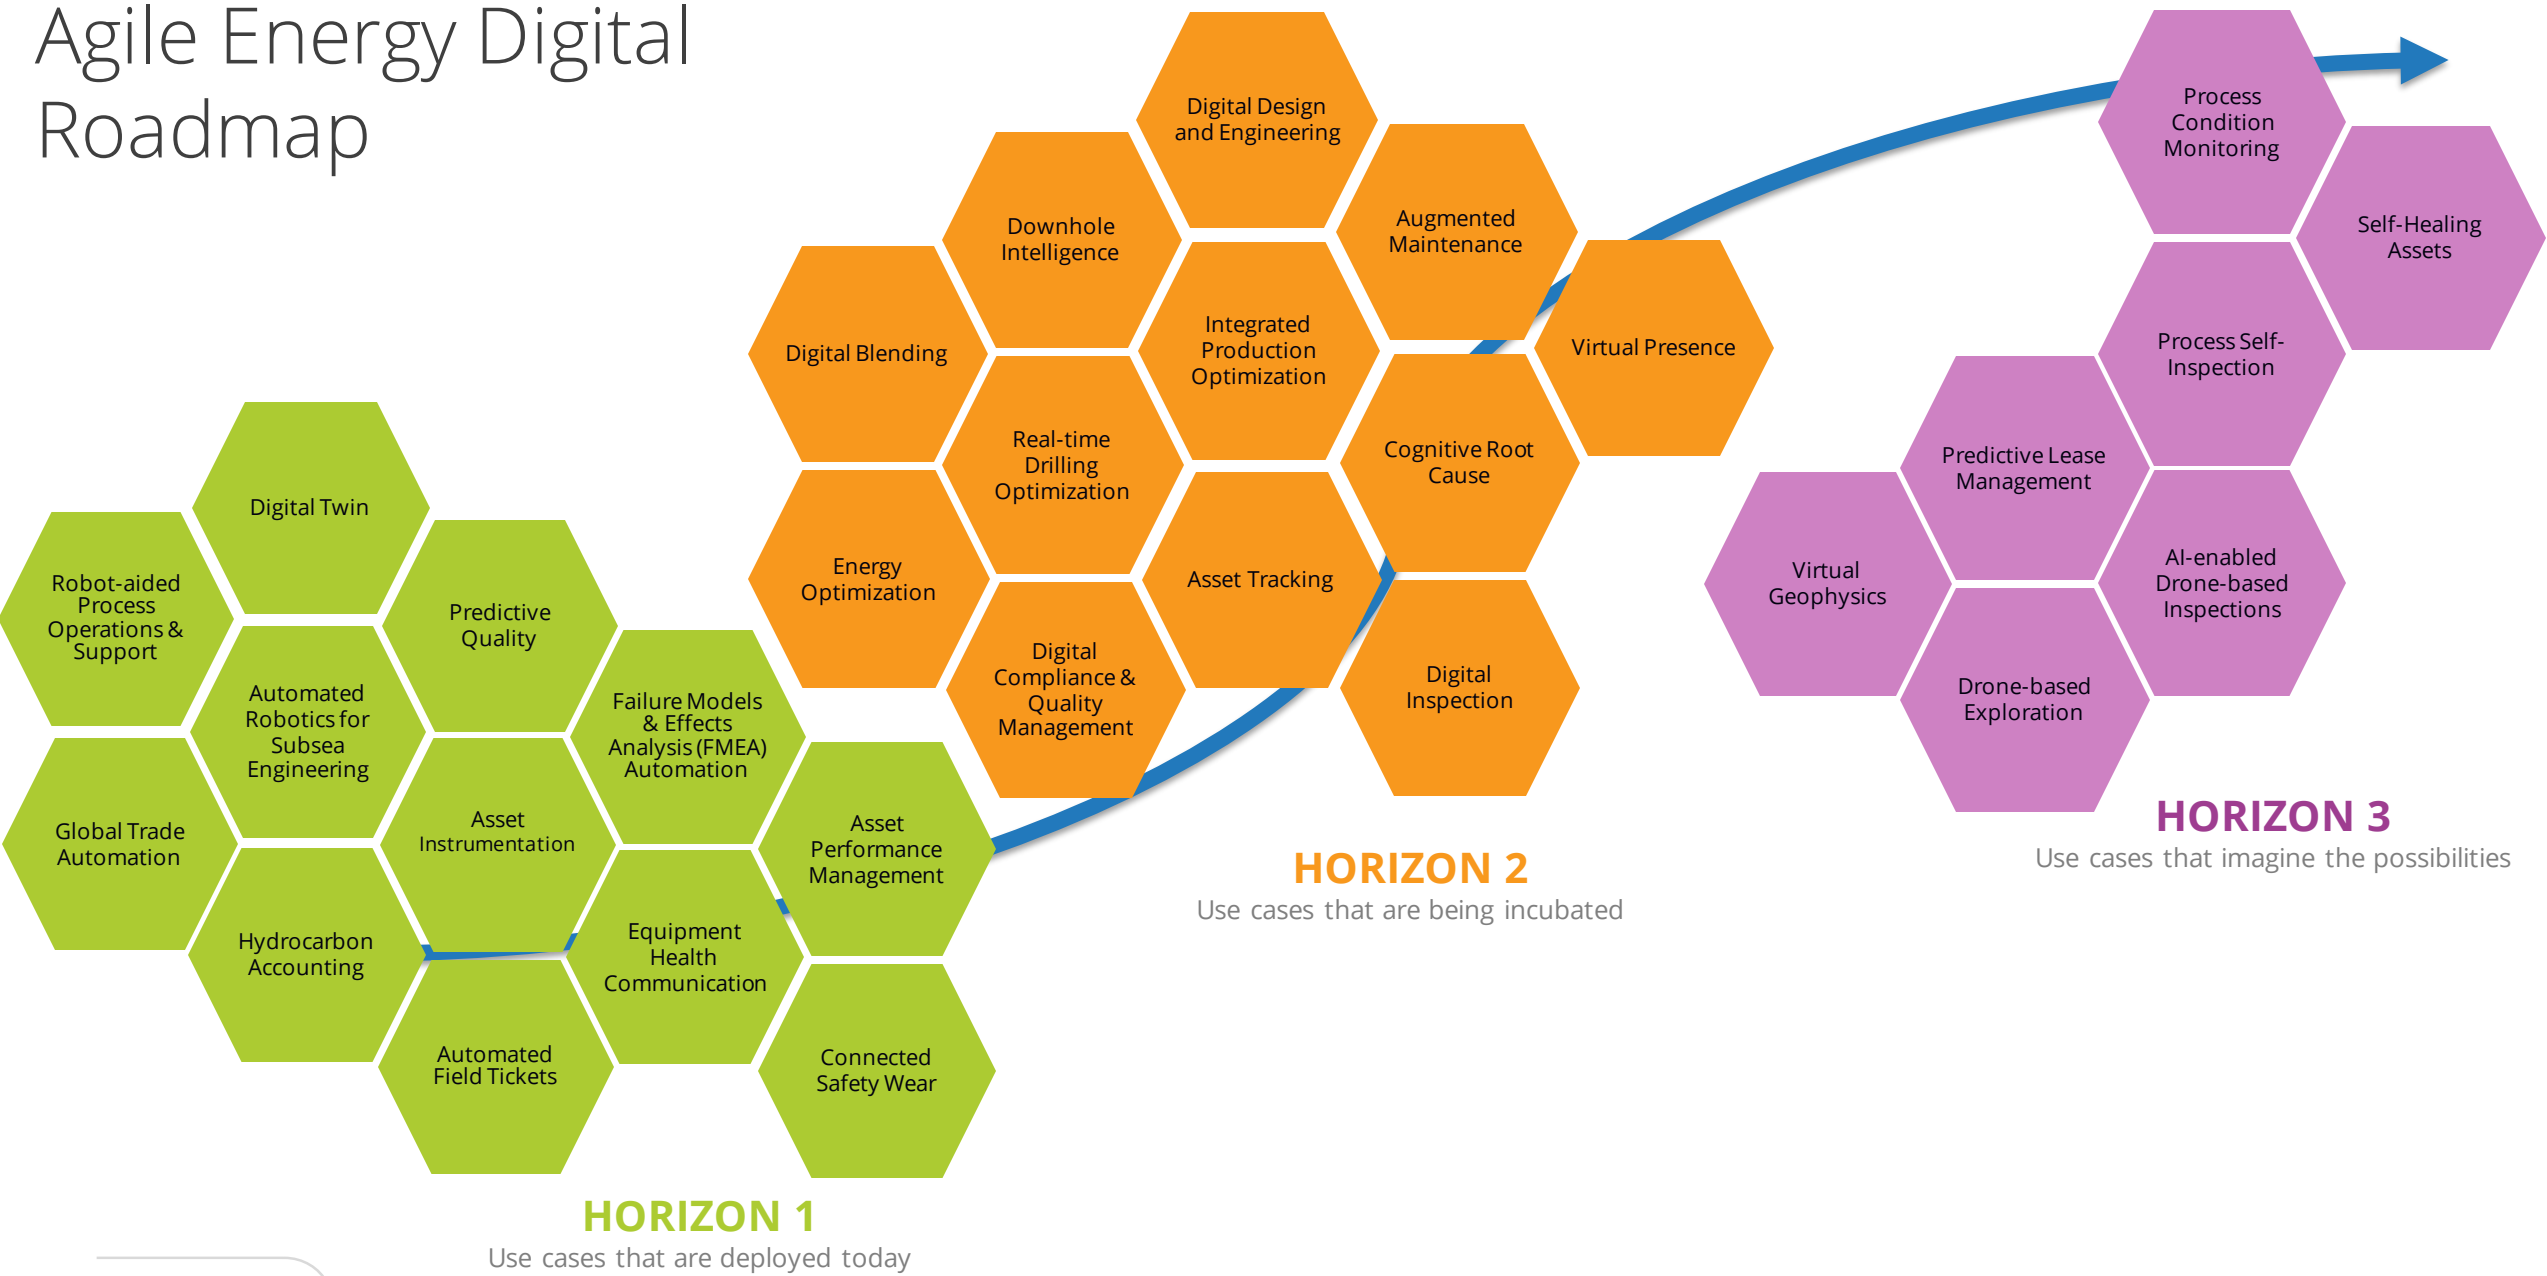 Agile Energy Digital
Roadmap
Digital Twin
Robot-aided
Process
Operations &
Support
Predictive
Quality
Automated
Robotics for
Subsea
Engineering
Failure Models
& Effects
Analysis (FMEA)
Automation
Global Trade
Automation
Asset
Instrumentation
Asset
Performance
Management
Hydrocarbon
Accounting
Equipment
Health
Communication
Automated
Field Tickets
Connected
Safety Wear
HORIZON 1
Use cases that are deployed today
Digital Design
and Engineering
Downhole
Intelligence
Augmented
Maintenance
Digital Blending
Integrated
Production
Optimization
Virtual Presence
Real-time
Drilling
Optimization
Cognitive Root
Cause
Energy
Optimization
Asset Tracking
Digital
Compliance &
Quality
Management
Digital
Inspection
HORIZON 2
Use cases that are being incubated
Process
Condition
Monitoring
Self-Healing
Assets
Process Self-
Inspection
Predictive Lease
Management
Virtual
Geophysics
AI-enabled
Drone-based
Inspections
Drone-based
Exploration
HORIZON 3
Use cases that imagine the possibilities